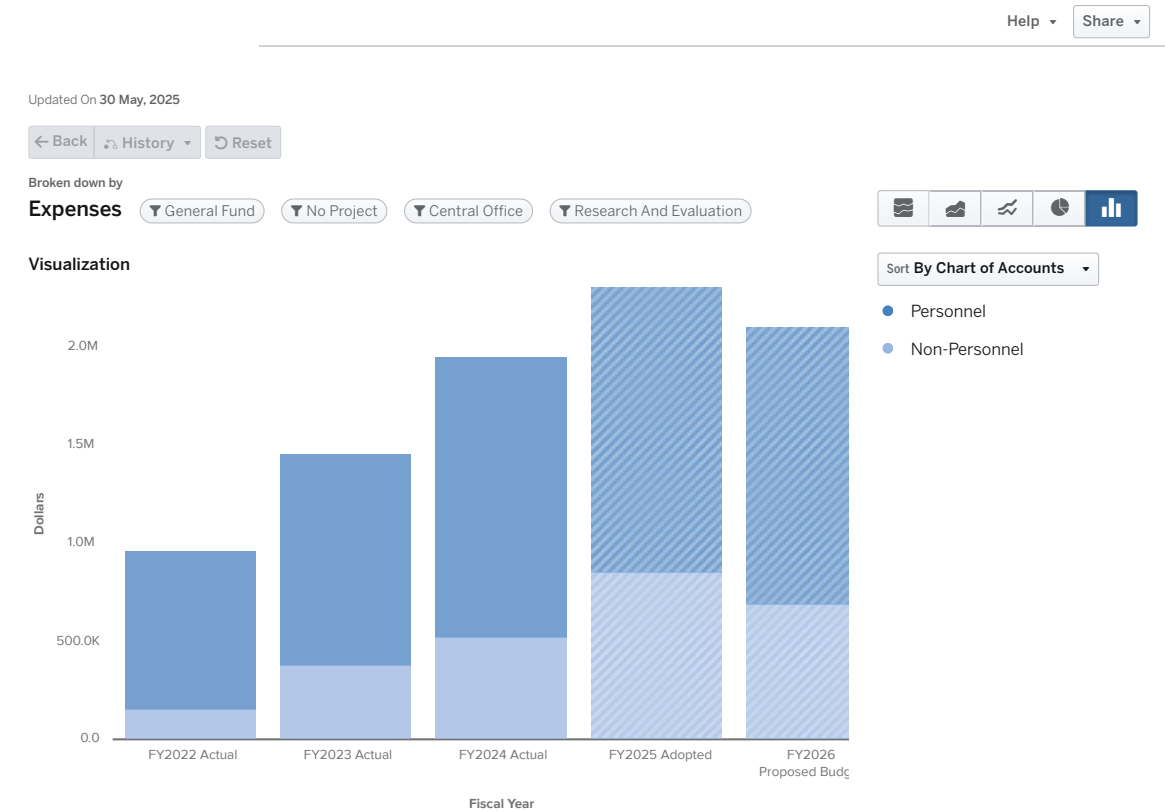 Help
Share
Updated On 30 May, 2025
Back
History
Reset
Broken down by
Expenses
General Fund
No Project
Central Office
Research And Evaluation
Visualization
Sort By Chart of Accounts
Personnel
Non-Personnel
2.0M
1.5M
1.0M
500.0K
0.0
Dollars
FY2022 Actual
FY2023 Actual
FY2024 Actual
FY2025 Adopted
FY2026
Proposed Budg
Fiscal Year